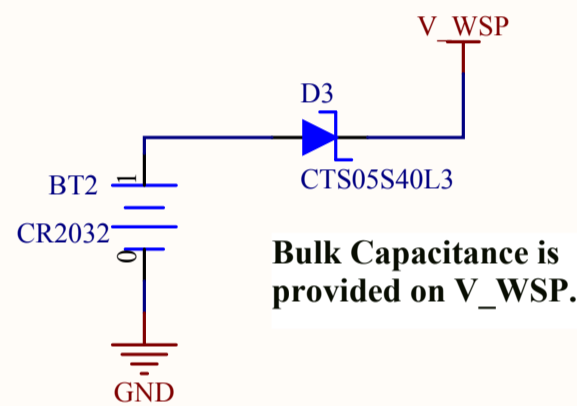 V_WSP
D3
CTS05S40L3
1
BT2
CR2032
0
Bulk Capacitance is
provided on V_WSP.
GND